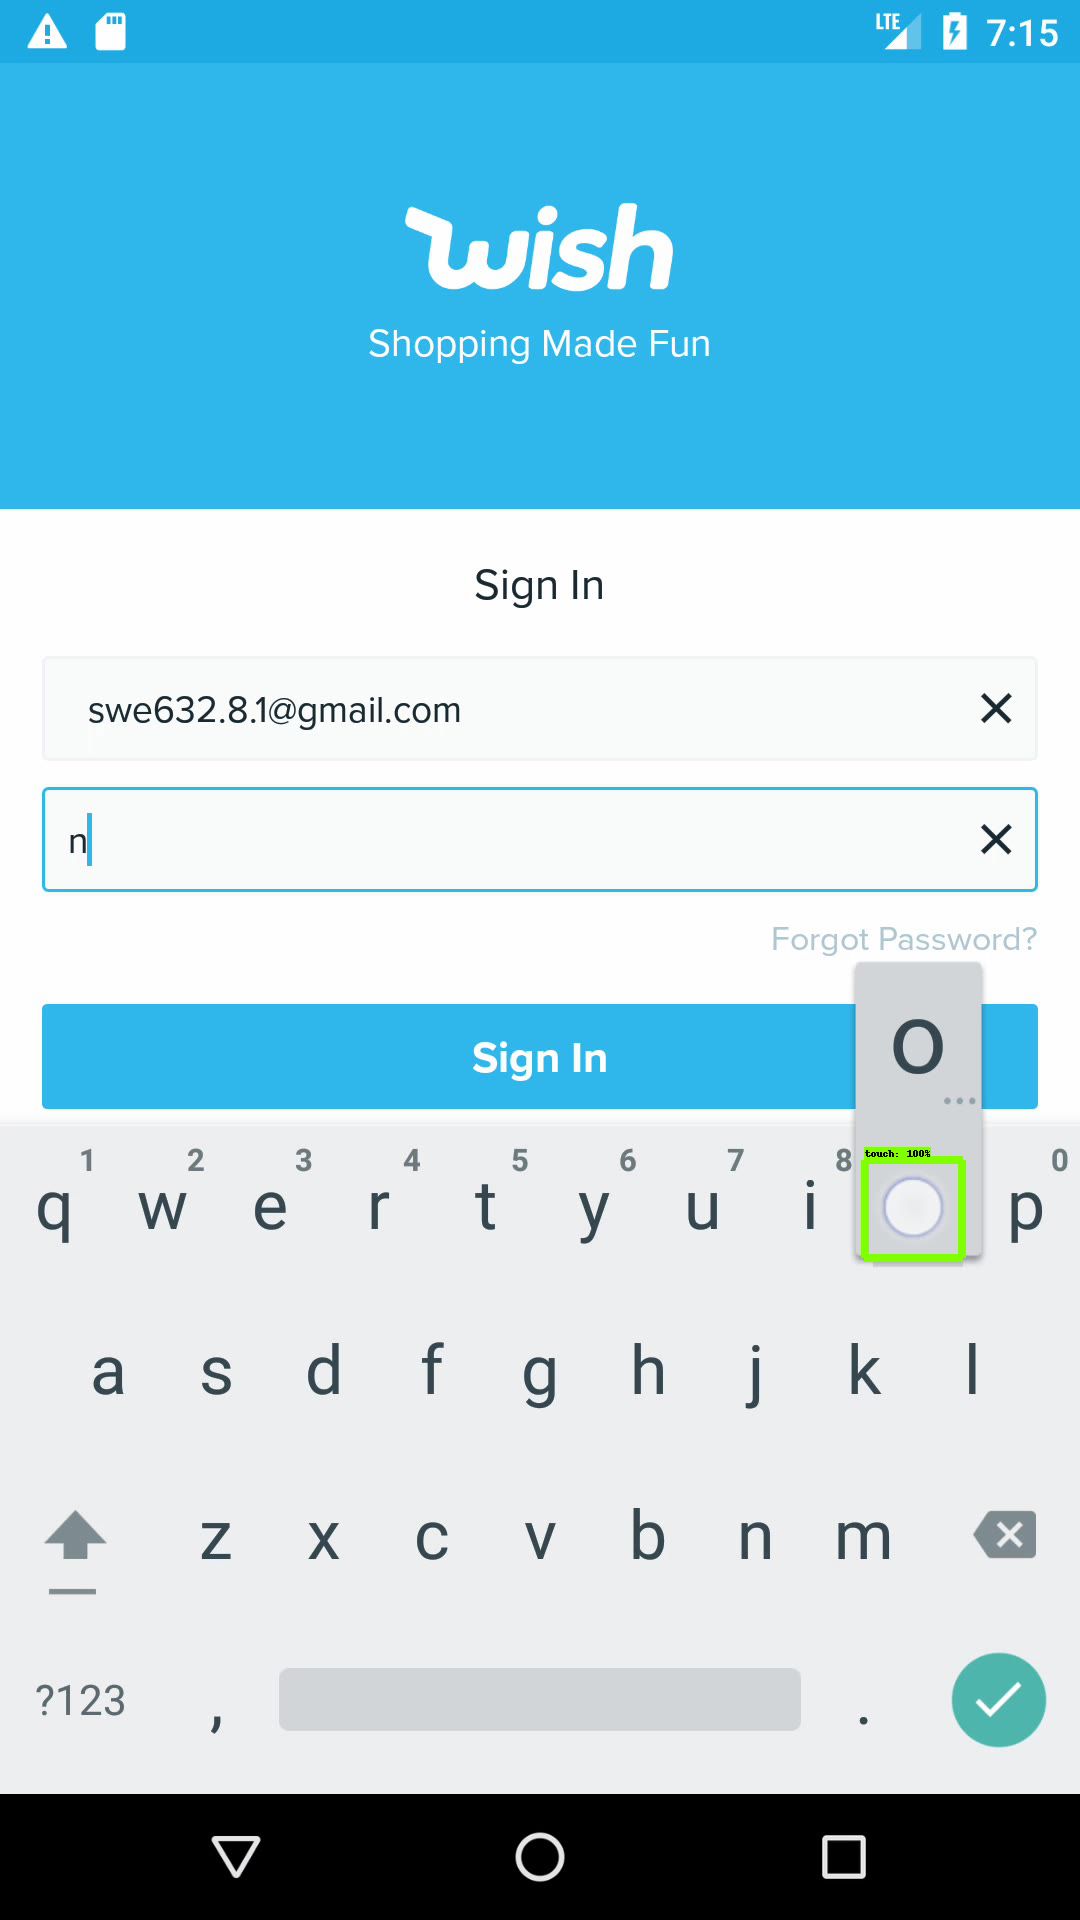 LTE 7:15
wish
Shopping Made Fun
Sign In
swe632.8.1@gmail.com
n
Forgot Password?
Sign In
O
touch: 100%
1 2 3 4 5 6 7 8 0
q w e r t y u i p
a s d f g h j k l
z x c v b n m
?123 , .